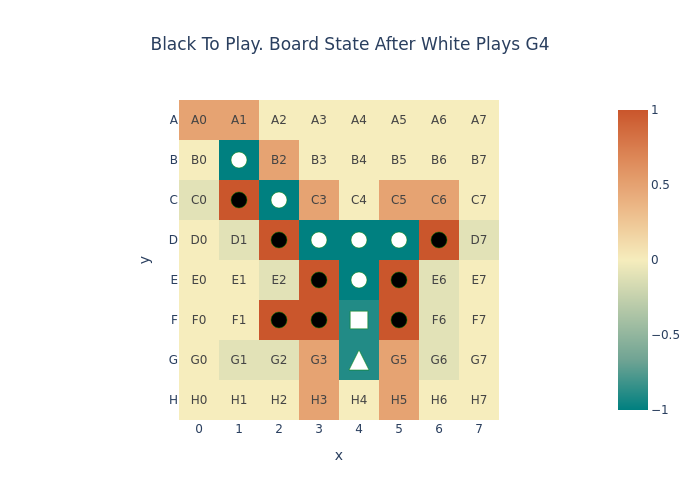 Black To Play. Board State After White Plays G4
A A0 A1 A2 A3 A4 A5 A6 A7
B B0 B2 B3 B4 B5 B6 B7
C C0 C3 C4 C5 C6 C7
D D0 D1 D7
E E0 E1 E2 E6 E7
F F0 F1 F6 F7
G G0 G1 G2 G3 G5 G6 G7
H H0 H1 H2 H3 H4 H5 H6 H7
0 1 2 3 4 5 6 7
x
y
1
0.5
0
−0.5
−1